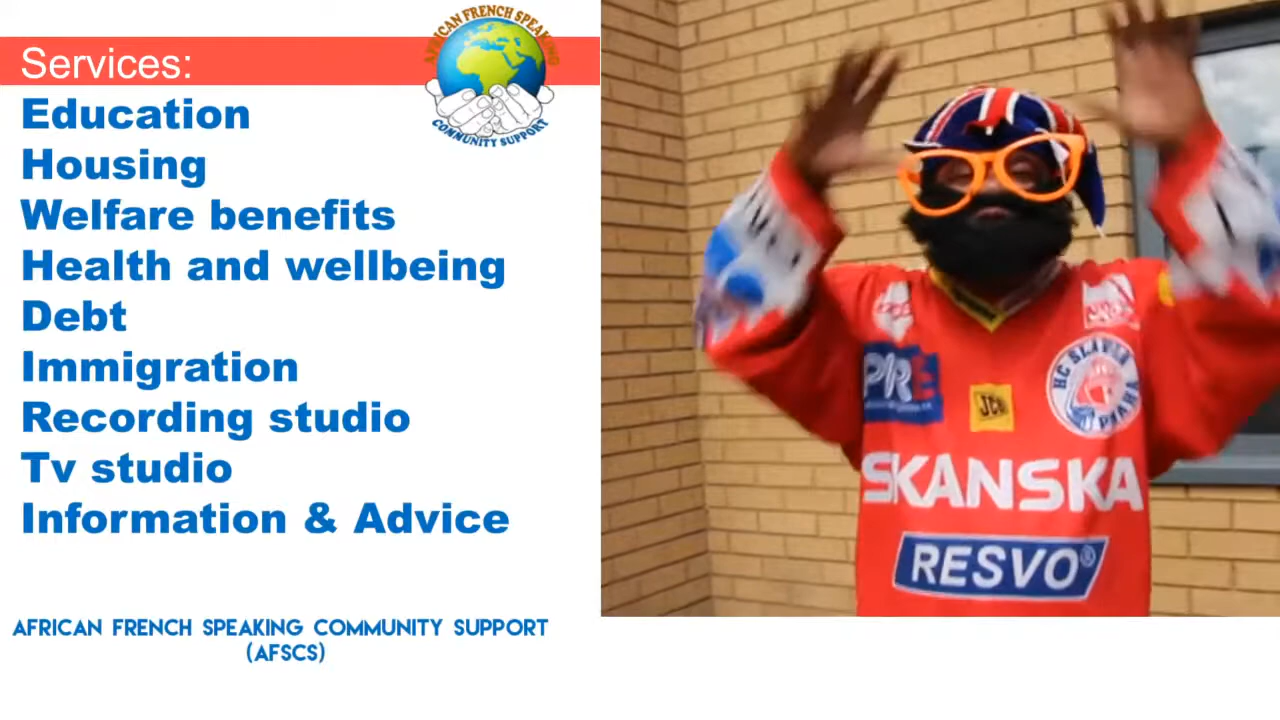 AFRICAN FRENCH SPEAKING
COMMUNITY SUPPORT
Services:
Education
Housing
Welfare benefits
Health and wellbeing
Debt
Immigration
Recording studio
Tv studio
Information & Advice
AFRICAN FRENCH SPEAKING COMMUNITY SUPPORT
(AFSCS)
PRE
JCB
HC SLAVIA
PRAHA
SKANSKA
RESVO®